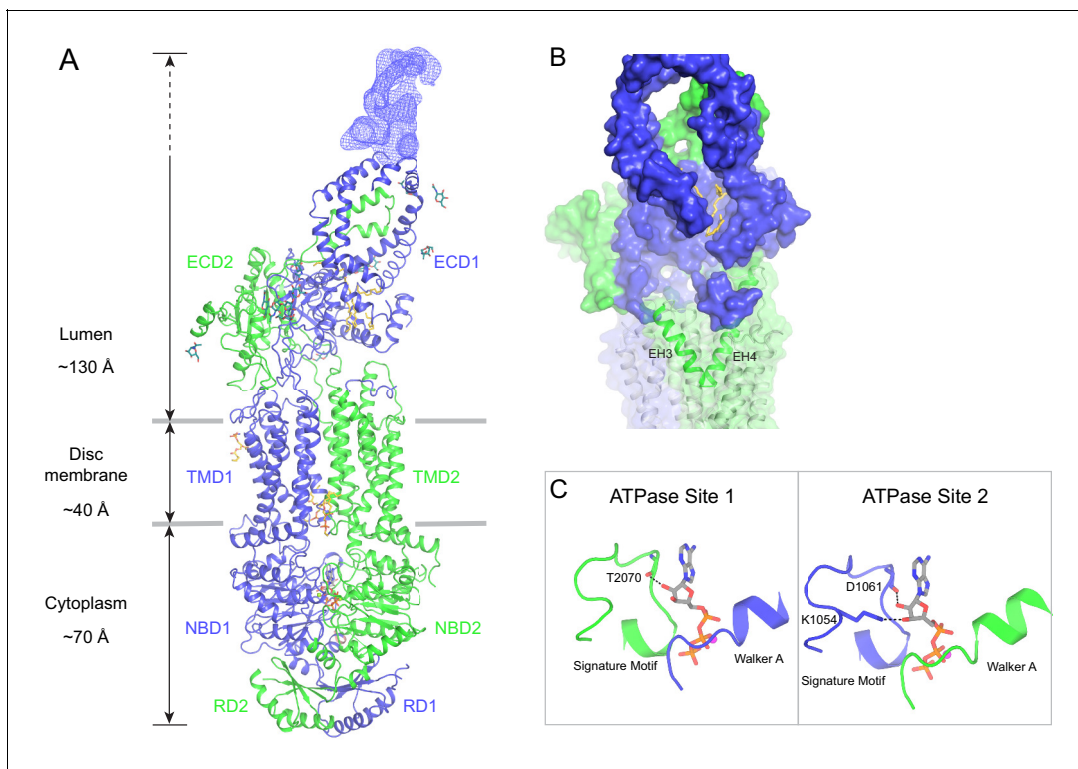 A
ECD2
ECD1
Lumen
~130 Å
Disc
membrane
~40 Å
TMD1
TMD2
Cytoplasm
~70 Å
NBD1
NBD2
RD2
RD1
B
EH3
EH4
C
ATPase Site 1
T2070
Signature Motif
Walker A
ATPase Site 2
D1061
K1054
Signature Motif
Walker A